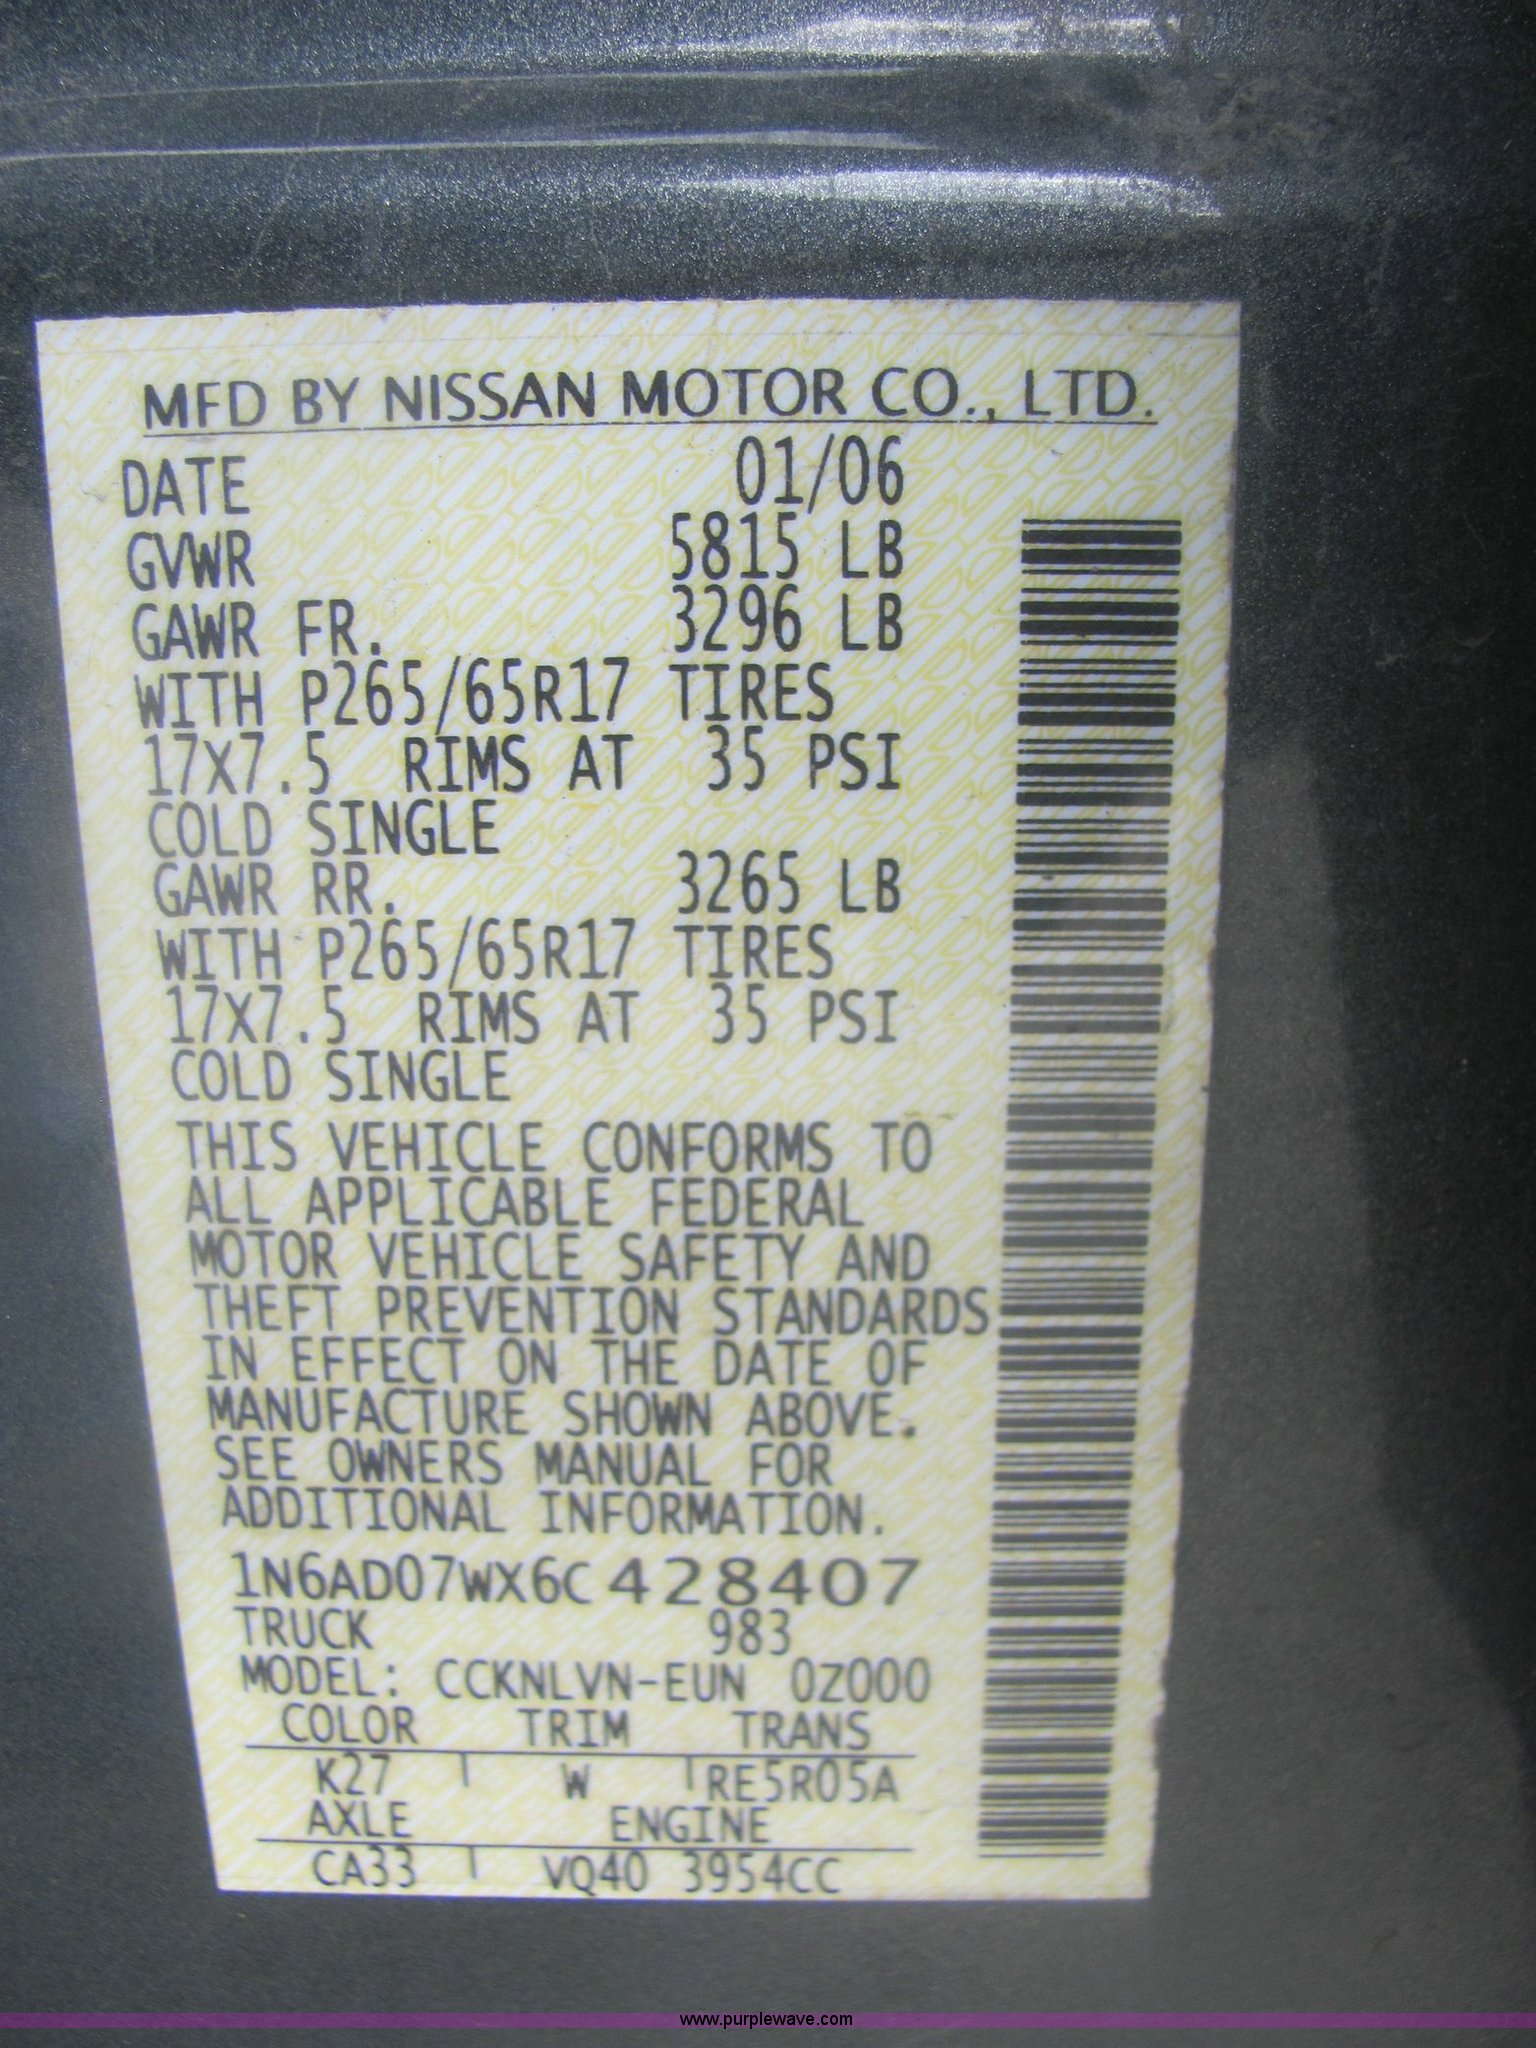 MFD BY NISSAN MOTOR CO., LTD.
DATE 01/06
GVWR 5815 LB
GAWR FR. 3296 LB
WITH P265/65R17 TIRES
17X7.5 RIMS AT 35 PSI
COLD SINGLE
GAWR RR. 3265 LB
WITH P265/65R17 TIRES
17X7.5 RIMS AT 35 PSI
COLD SINGLE
THIS VEHICLE CONFORMS TO
ALL APPLICABLE FEDERAL
MOTOR VEHICLE SAFETY AND
THEFT PREVENTION STANDARDS
IN EFFECT ON THE DATE OF
MANUFACTURE SHOWN ABOVE.
SEE OWNERS MANUAL FOR
ADDITIONAL INFORMATION.
1N6AD07WX6C428407
TRUCK 983
MODEL: CCKNLVN-EUN 0Z000
COLOR TRIM TRANS
K27 W RE5R05A
AXLE ENGINE
CA33 VQ40 3954CC
www.purplewave.com